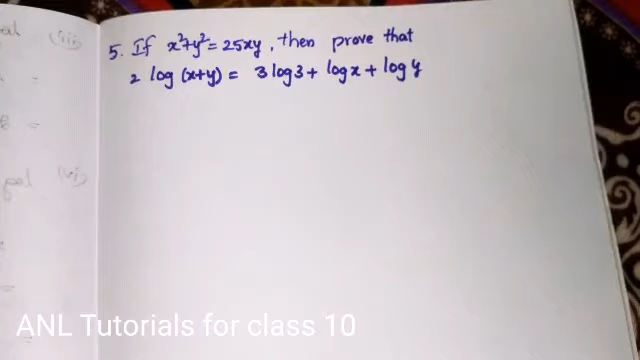 5. If x²+y² = 25xy, then prove that
2 log (x+y) = 3 log 3 + log x + log y
ANL Tutorials for class 10